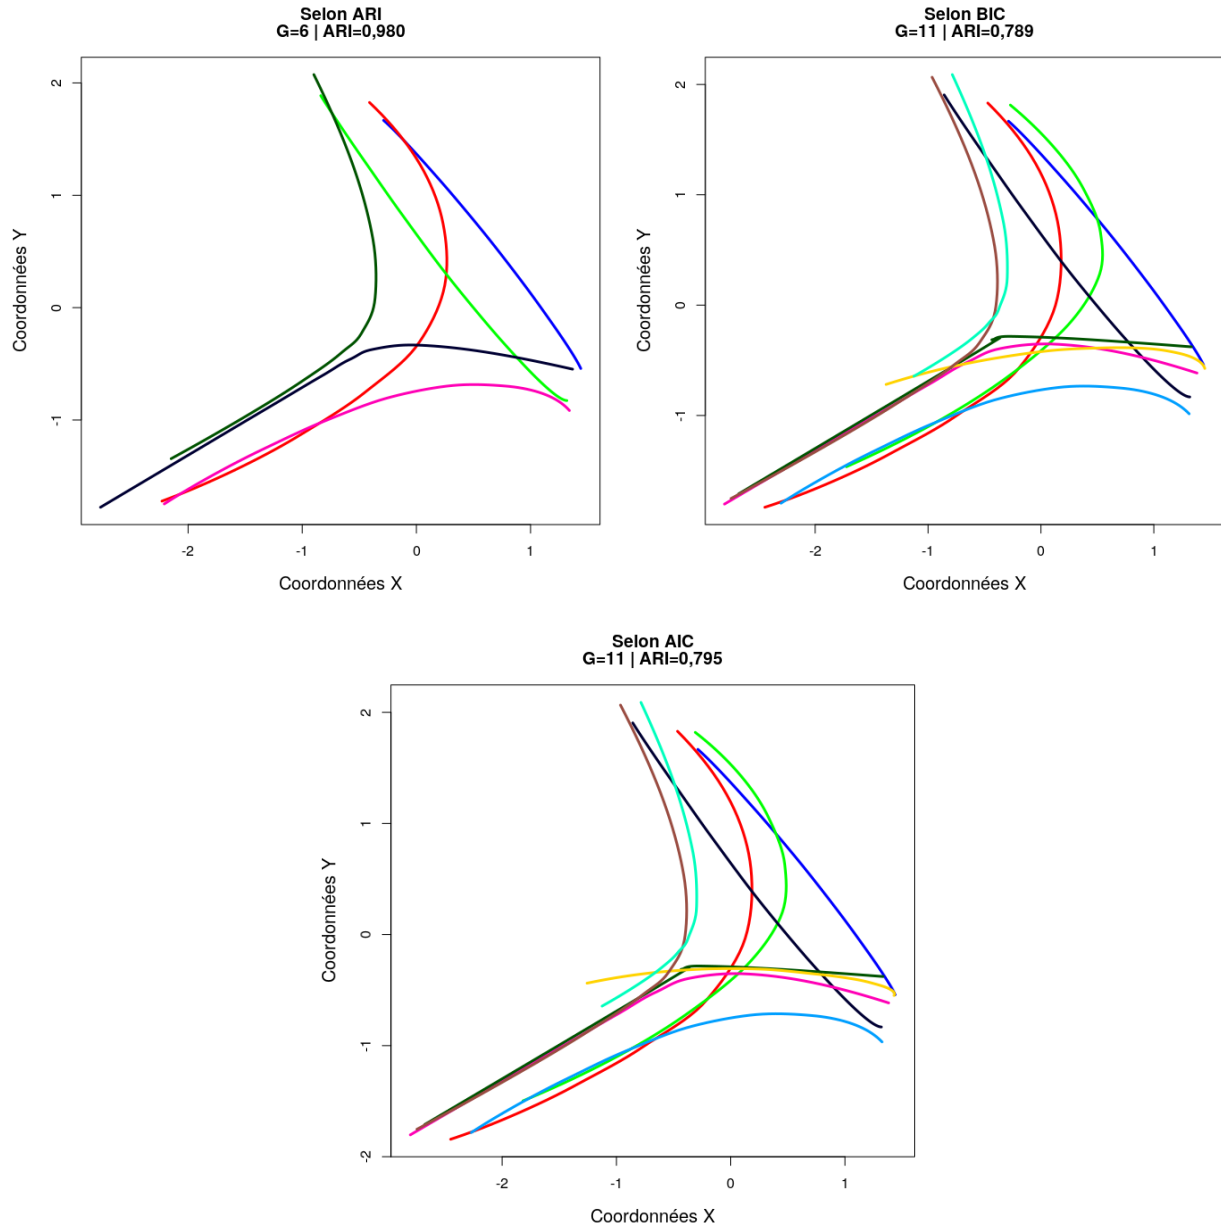 Selon ARI
G=6 | ARI=0,980
2
1
0
-1
Coordonnées Y
-2
-1
0
1
Coordonnées X
Selon BIC
G=11 | ARI=0,789
2
1
0
-1
Coordonnées Y
-2
-1
0
1
Coordonnées X
Selon AIC
G=11 | ARI=0,795
2
1
0
-1
-2
Coordonnées Y
-2
-1
0
1
Coordonnées X